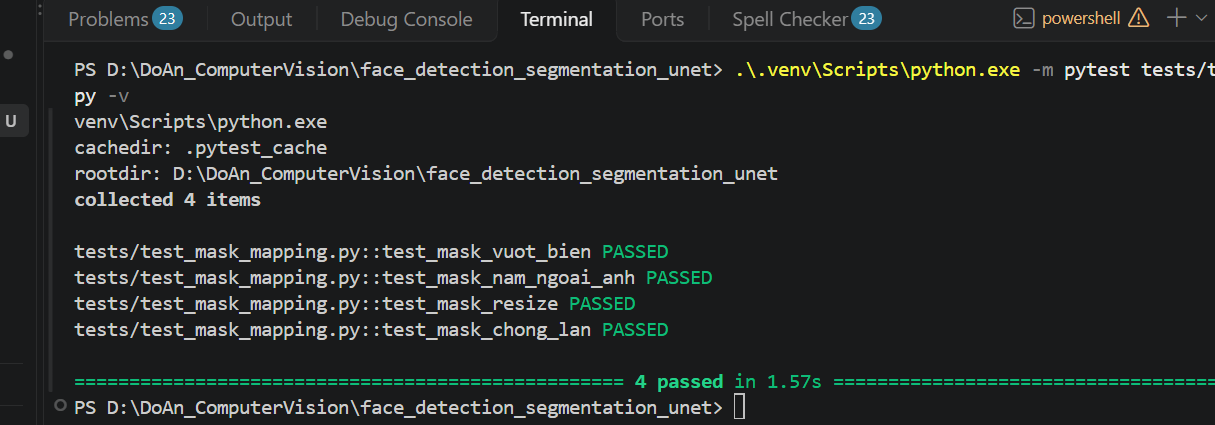 Problems 23 Output Debug Console Terminal Ports Spell Checker 23 powershell
U
PS D:\DoAn_ComputerVision\face_detection_segmentation_unet> .\.venv\Scripts\python.exe -m pytest tests/t
py -v
venv\Scripts\python.exe
cachedir: .pytest_cache
rootdir: D:\DoAn_ComputerVision\face_detection_segmentation_unet
collected 4 items
tests/test_mask_mapping.py::test_mask_vuot_bien PASSED
tests/test_mask_mapping.py::test_mask_nam_ngoai_anh PASSED
tests/test_mask_mapping.py::test_mask_resize PASSED
tests/test_mask_mapping.py::test_mask_chong_lan PASSED
================================================== 4 passed in 1.57s ===================================
PS D:\DoAn_ComputerVision\face_detection_segmentation_unet>